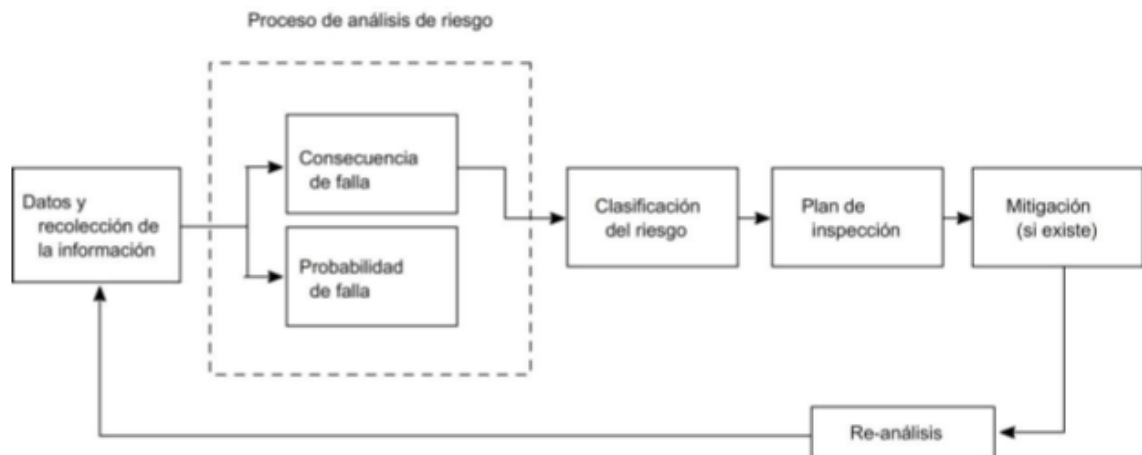 Proceso de análisis de riesgo
Datos y
recolección de
la información
Consecuencia
de falla
Probabilidad
de falla
Clasificación
del riesgo
Plan de
inspección
Mitigación
(si existe)
Re-análisis